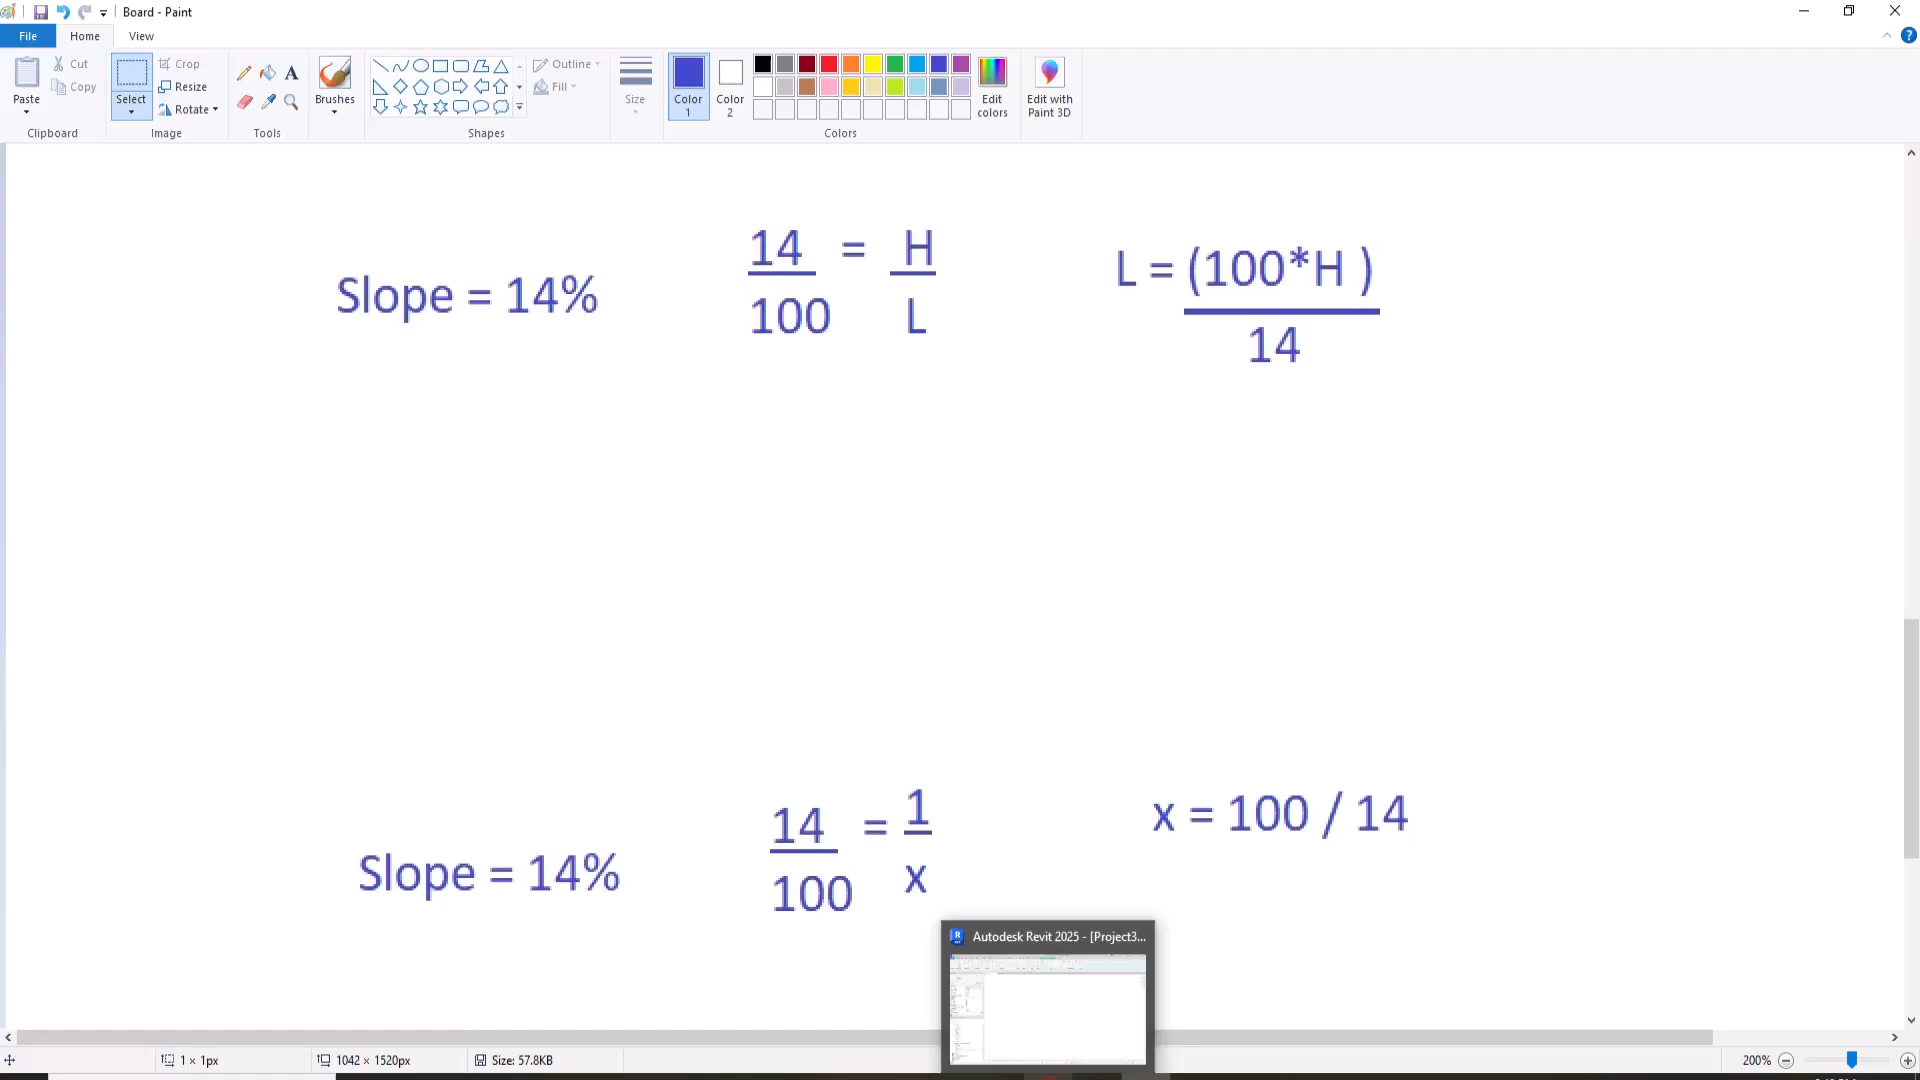 Board - Paint
File
Home
View
Paste
Cut
Copy
Clipboard
Select
Crop
Resize
Rotate
Image
A
Tools
Brushes
Shapes
Outline
Fill
Size
Color 1
Color 2
Colors
Edit colors
Edit with Paint 3D
Slope = 14%
14 = H
100 L
L = (100*H )
14
Slope = 14%
14 = 1
100 x
x = 100 / 14
Autodesk Revit 2025 - [Project3...
1 × 1px
1042 × 1520px
Size: 57.8KB
200%